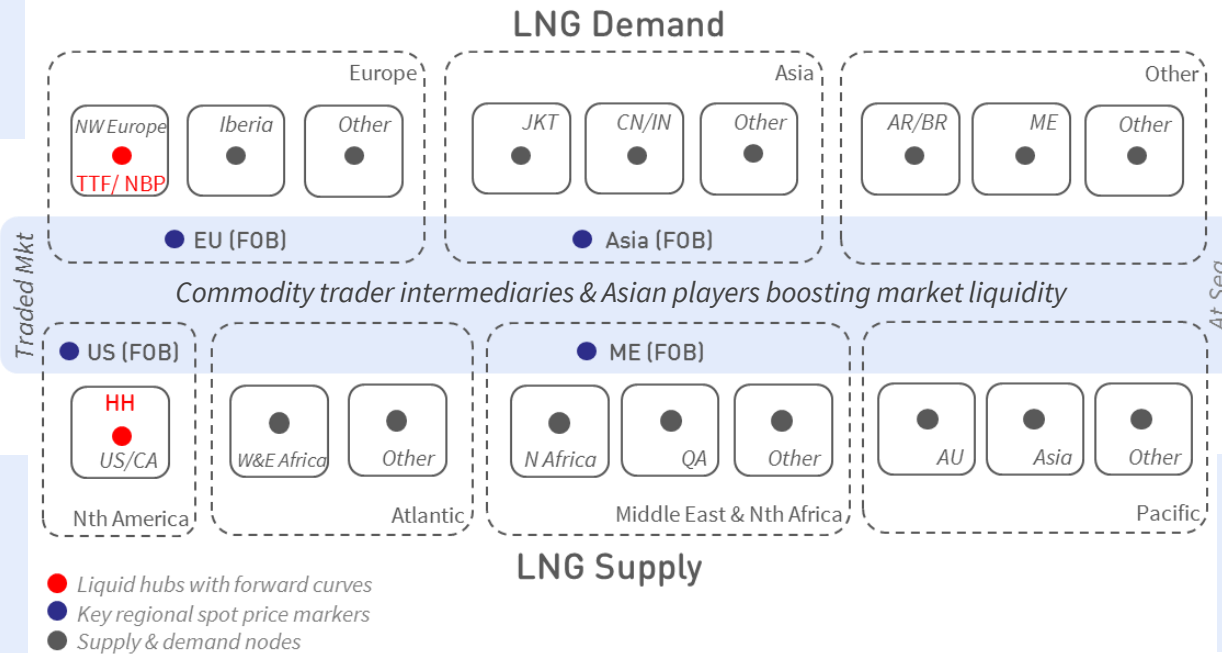 LNG Demand
Europe
NW Europe
TTF/ NBP
Iberia
Other
EU (FOB)
Asia
JKT
CN/IN
Other
Asia (FOB)
Other
AR/BR
ME
Other
Traded Mkt
Commodity trader intermediaries & Asian players boosting market liquidity
At Sea
US (FOB)
HH
US/CA
Nth America
W&E Africa
Other
Atlantic
ME (FOB)
N Africa
QA
Other
Middle East & Nth Africa
AU
Asia
Other
Pacific
LNG Supply
Liquid hubs with forward curves
Key regional spot price markers
Supply & demand nodes